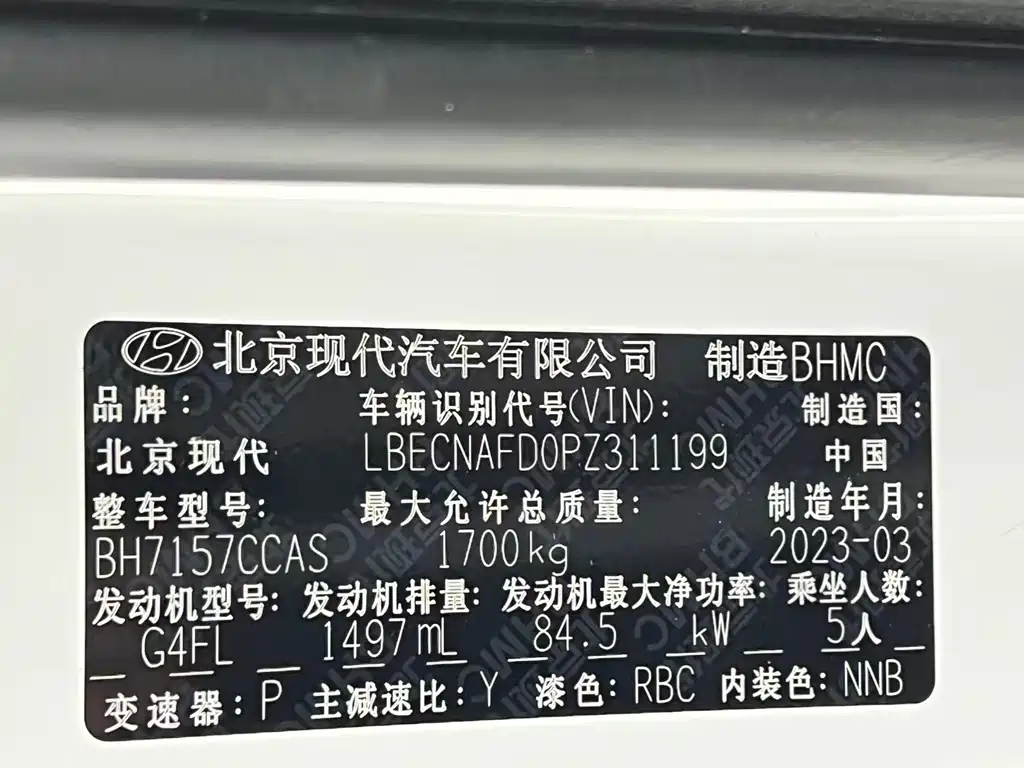 北京现代汽车有限公司 制造BHMC
品牌: 车辆识别代号(VIN): 制造国:
北京现代 LBECNAFD0PZ311199 中国
整车型号: 最大允许总质量: 制造年月:
BH7157CCAS 1700kg 2023-03
发动机型号: 发动机排量: 发动机最大净功率: 乘坐人数:
G4FL 1497mL 84.5 kW 5人
变速器: P 主减速比: Y 漆色: RBC 内装色: NNB